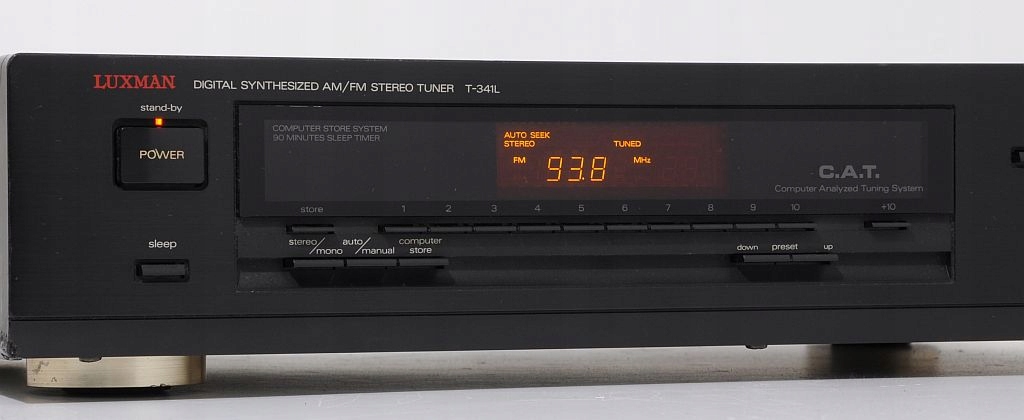 LUXMAN DIGITAL SYNTHESIZED AM/FM STEREO TUNER T-341L
stand-by
POWER
sleep
COMPUTER STORE SYSTEM
90 MINUTES SLEEP TIMER
AUTO SEEK
STEREO TUNED
FM 93.8 MHz
C.A.T.
Computer Analyzed Tuning System
store 1 2 3 4 5 6 7 8 9 10 +10
stereo/mono auto/manual computer store
down preset up